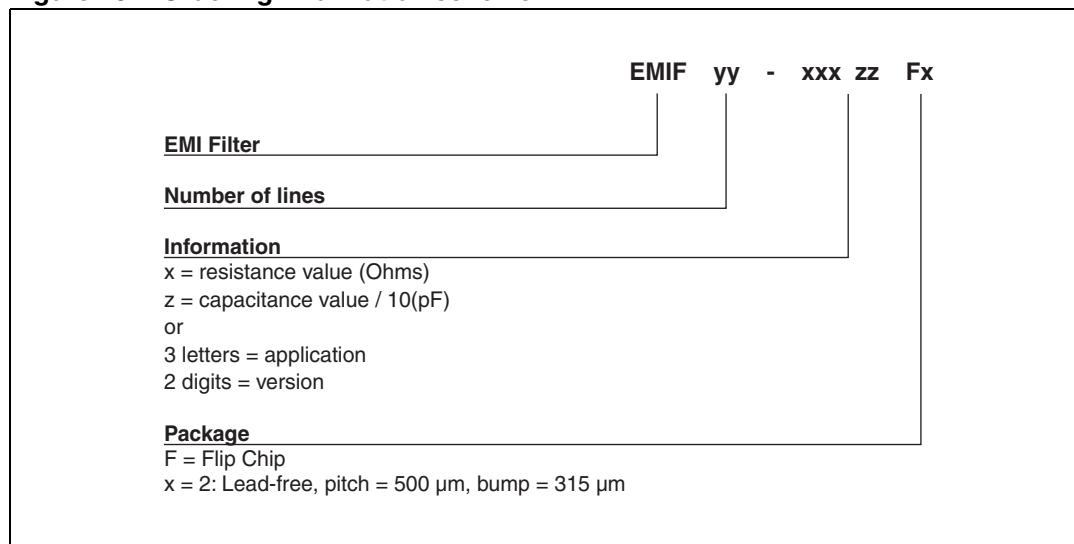 EMIF yy - xxx zz Fx
EMI Filter
Number of lines
Information
x = resistance value (Ohms)
z = capacitance value / 10(pF)
or
3 letters = application
2 digits = version
Package
F = Flip Chip
x = 2: Lead-free, pitch = 500 µm, bump = 315 µm